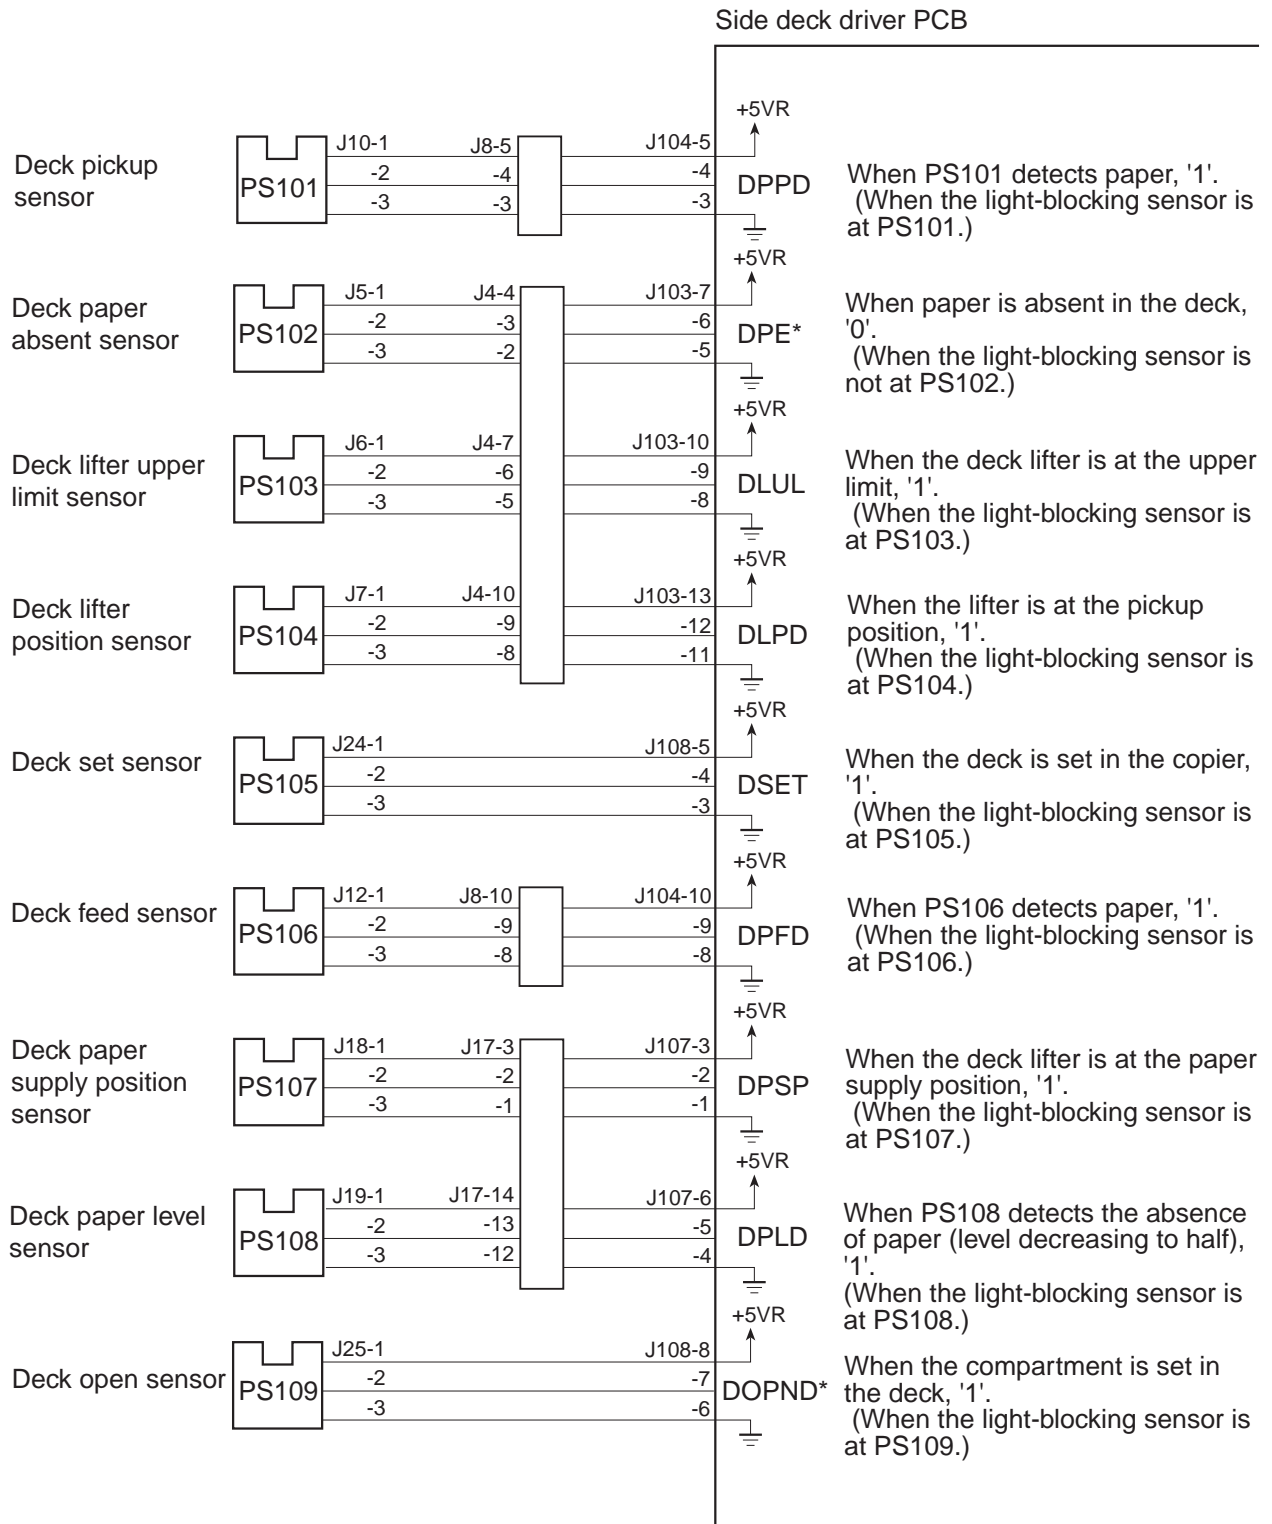 Side deck driver PCB
+5VR
Deck pickup
sensor
PS101
J10-1
-2
-3
J8-5
-4
-3
J104-5
-4
-3
DPPD
When PS101 detects paper, '1'.
(When the light-blocking sensor is
at PS101.)
+5VR
Deck paper
absent sensor
PS102
J5-1
-2
-3
J4-4
-3
-2
J103-7
-6
-5
DPE*
When paper is absent in the deck,
'0'.
(When the light-blocking sensor is
not at PS102.)
+5VR
Deck lifter upper
limit sensor
PS103
J6-1
-2
-3
J4-7
-6
-5
J103-10
-9
-8
DLUL
When the deck lifter is at the upper
limit, '1'.
(When the light-blocking sensor is
at PS103.)
+5VR
Deck lifter
position sensor
PS104
J7-1
-2
-3
J4-10
-9
-8
J103-13
-12
-11
DLPD
When the lifter is at the pickup
position, '1'.
(When the light-blocking sensor is
at PS104.)
+5VR
Deck set sensor
PS105
J24-1
-2
-3
J108-5
-4
-3
DSET
When the deck is set in the copier,
'1'.
(When the light-blocking sensor is
at PS105.)
+5VR
Deck feed sensor
PS106
J12-1
-2
-3
J8-10
-9
-8
J104-10
-9
-8
DPFD
When PS106 detects paper, '1'.
(When the light-blocking sensor is
at PS106.)
+5VR
Deck paper
supply position
sensor
PS107
J18-1
-2
-3
J17-3
-2
-1
J107-3
-2
-1
DPSP
When the deck lifter is at the paper
supply position, '1'.
(When the light-blocking sensor is
at PS107.)
+5VR
Deck paper level
sensor
PS108
J19-1
-2
-3
J17-14
-13
-12
J107-6
-5
-4
DPLD
When PS108 detects the absence
of paper (level decreasing to half),
'1'.
(When the light-blocking sensor is
at PS108.)
+5VR
Deck open sensor
PS109
J25-1
-2
-3
J108-8
-7
-6
DOPND*
When the compartment is set in
the deck, '1'.
(When the light-blocking sensor is
at PS109.)